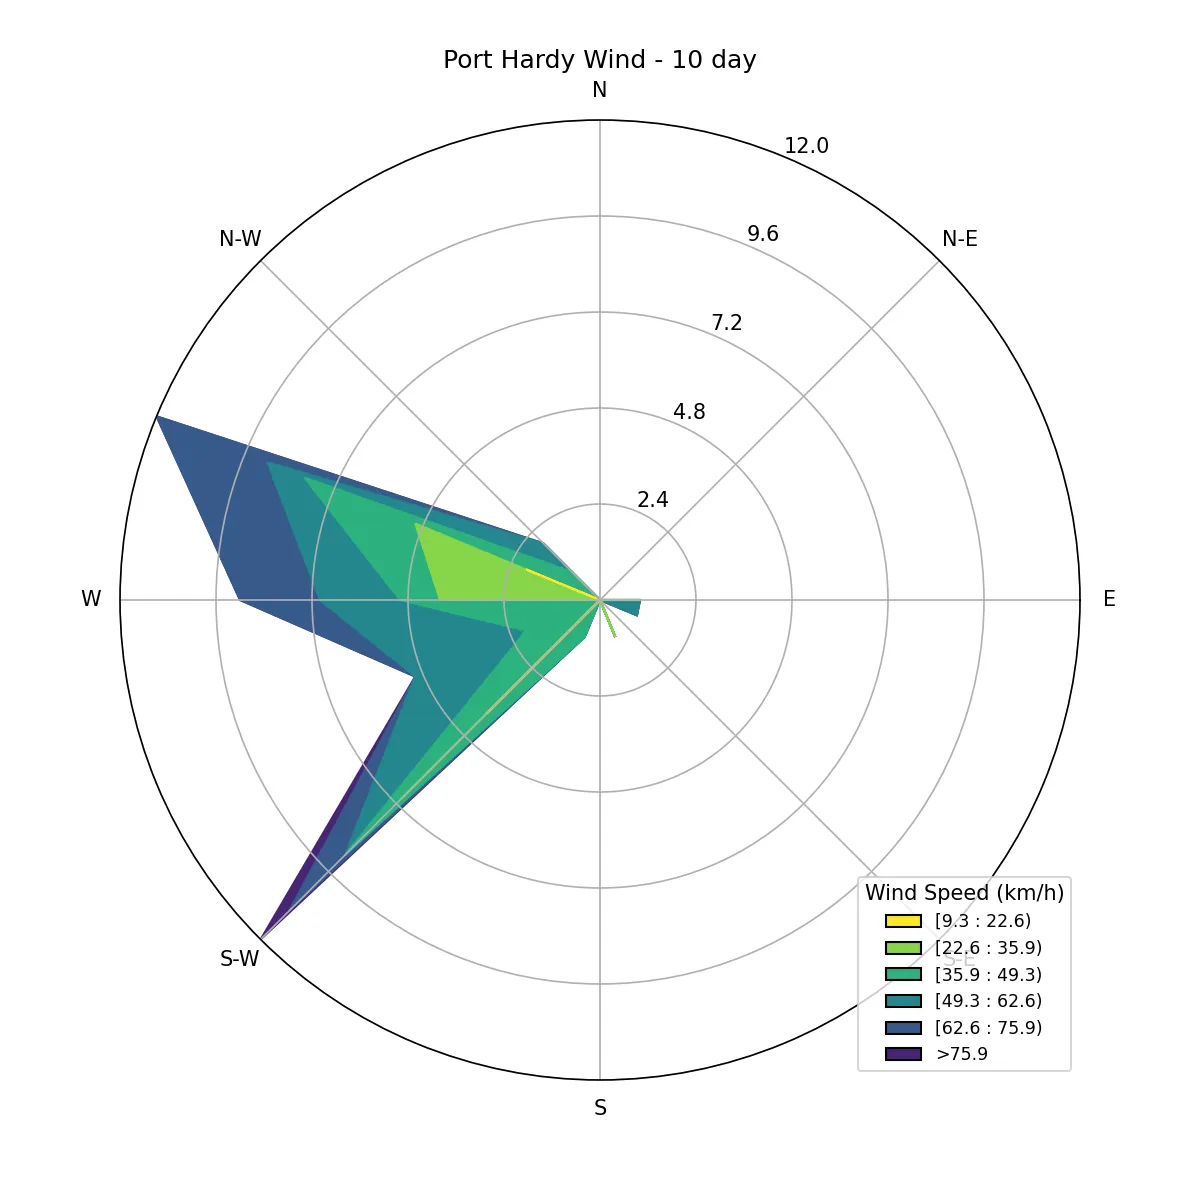 Port Hardy Wind - 10 day
N
12.0
N-W
N-E
9.6
7.2
4.8
2.4
W
E
S-W
S-E
Wind Speed (km/h)
[9.3 : 22.6)
[22.6 : 35.9)
[35.9 : 49.3)
[49.3 : 62.6)
[62.6 : 75.9)
>75.9
S